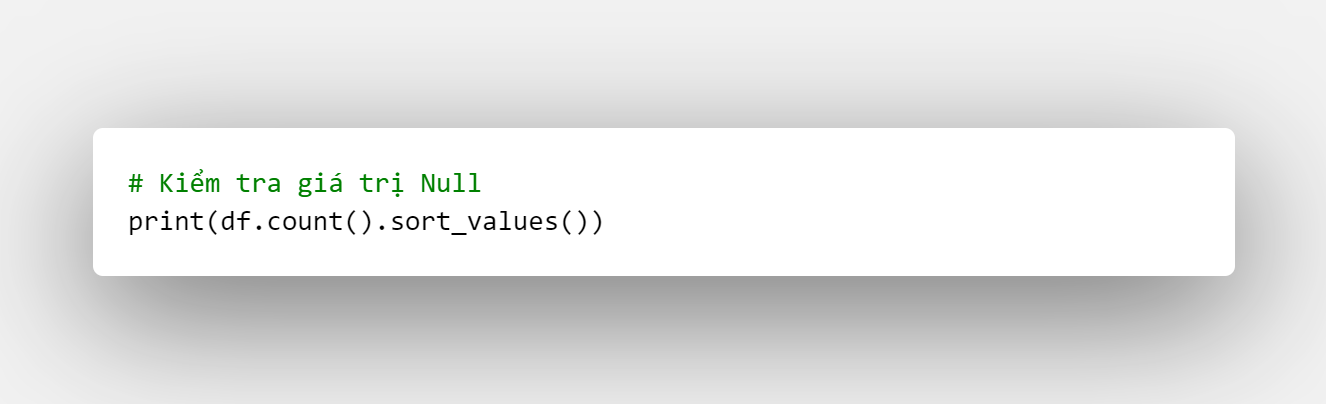 # Kiểm tra giá trị Null
print(df.count().sort_values())